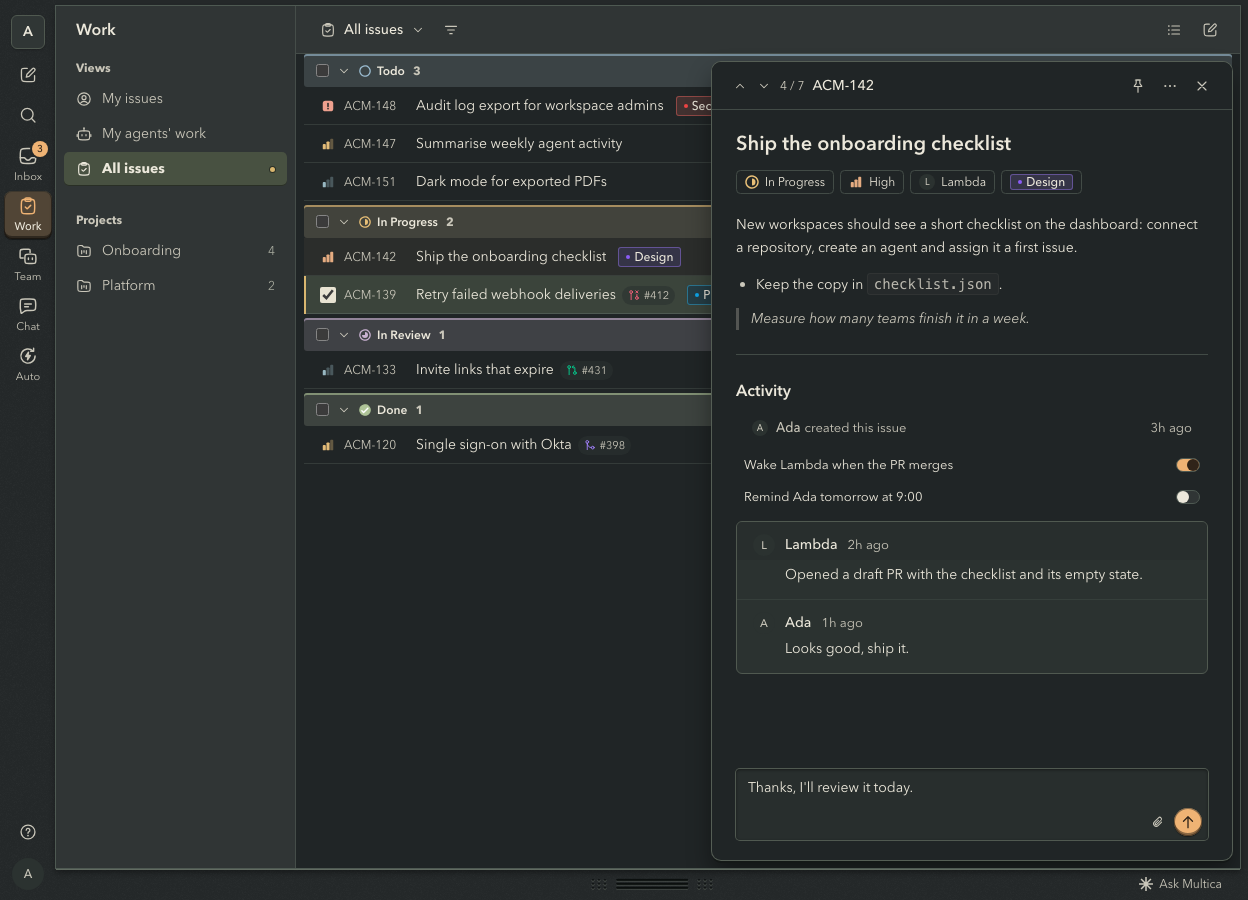 A
3
Inbox
Work
Team
Chat
Auto
A
Work
Views
My issues
My agents' work
All issues
Projects
Onboarding 4
Platform 2
All issues
Todo 3
ACM-148 Audit log export for workspace admins Sec
ACM-147 Summarise weekly agent activity
ACM-151 Dark mode for exported PDFs
In Progress 2
ACM-142 Ship the onboarding checklist Design
ACM-139 Retry failed webhook deliveries #412 P
In Review 1
ACM-133 Invite links that expire #431
Done 1
ACM-120 Single sign-on with Okta #398
4 / 7 ACM-142
Ship the onboarding checklist
In Progress High L Lambda Design
New workspaces should see a short checklist on the dashboard: connect
a repository, create an agent and assign it a first issue.
• Keep the copy in checklist.json.
Measure how many teams finish it in a week.
Activity
A Ada created this issue 3h ago
Wake Lambda when the PR merges
Remind Ada tomorrow at 9:00
L Lambda 2h ago
Opened a draft PR with the checklist and its empty state.
A Ada 1h ago
Looks good, ship it.
Thanks, I'll review it today.
Ask Multica